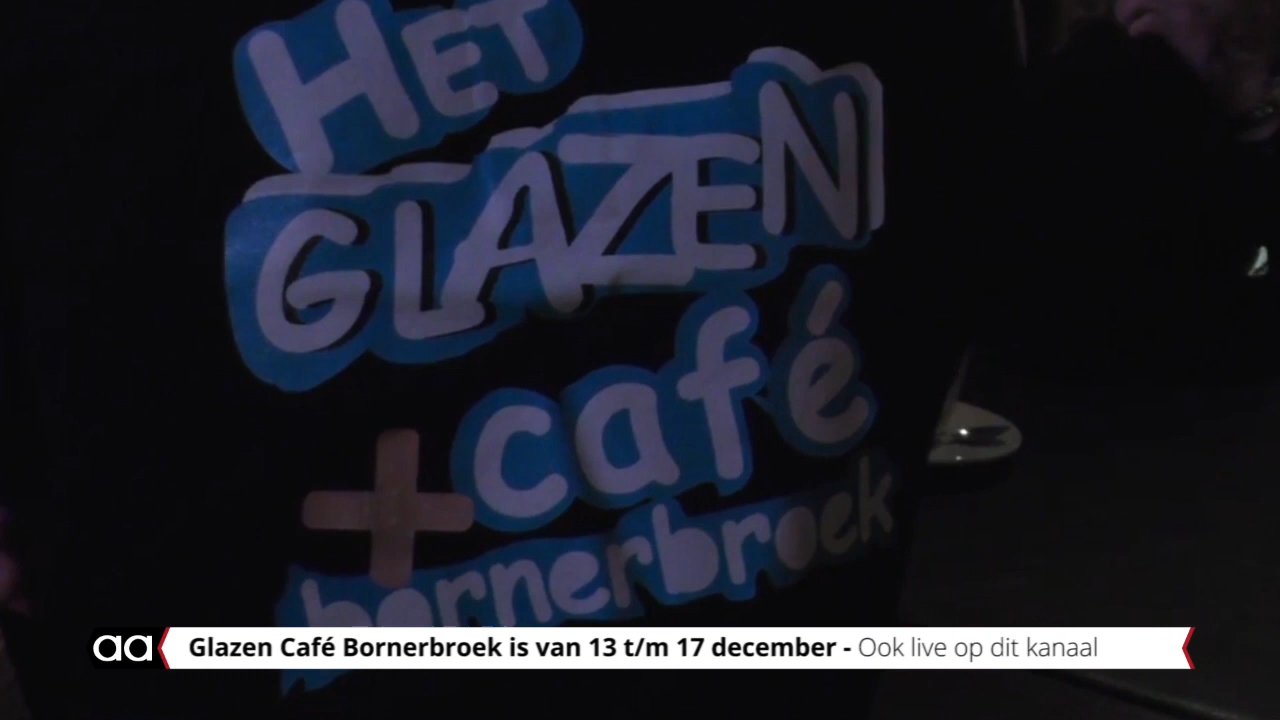 HET
GLAZEN
café
bornerbroek
aa Glazen Café Bornerbroek is van 13 t/m 17 december - Ook live op dit kanaal